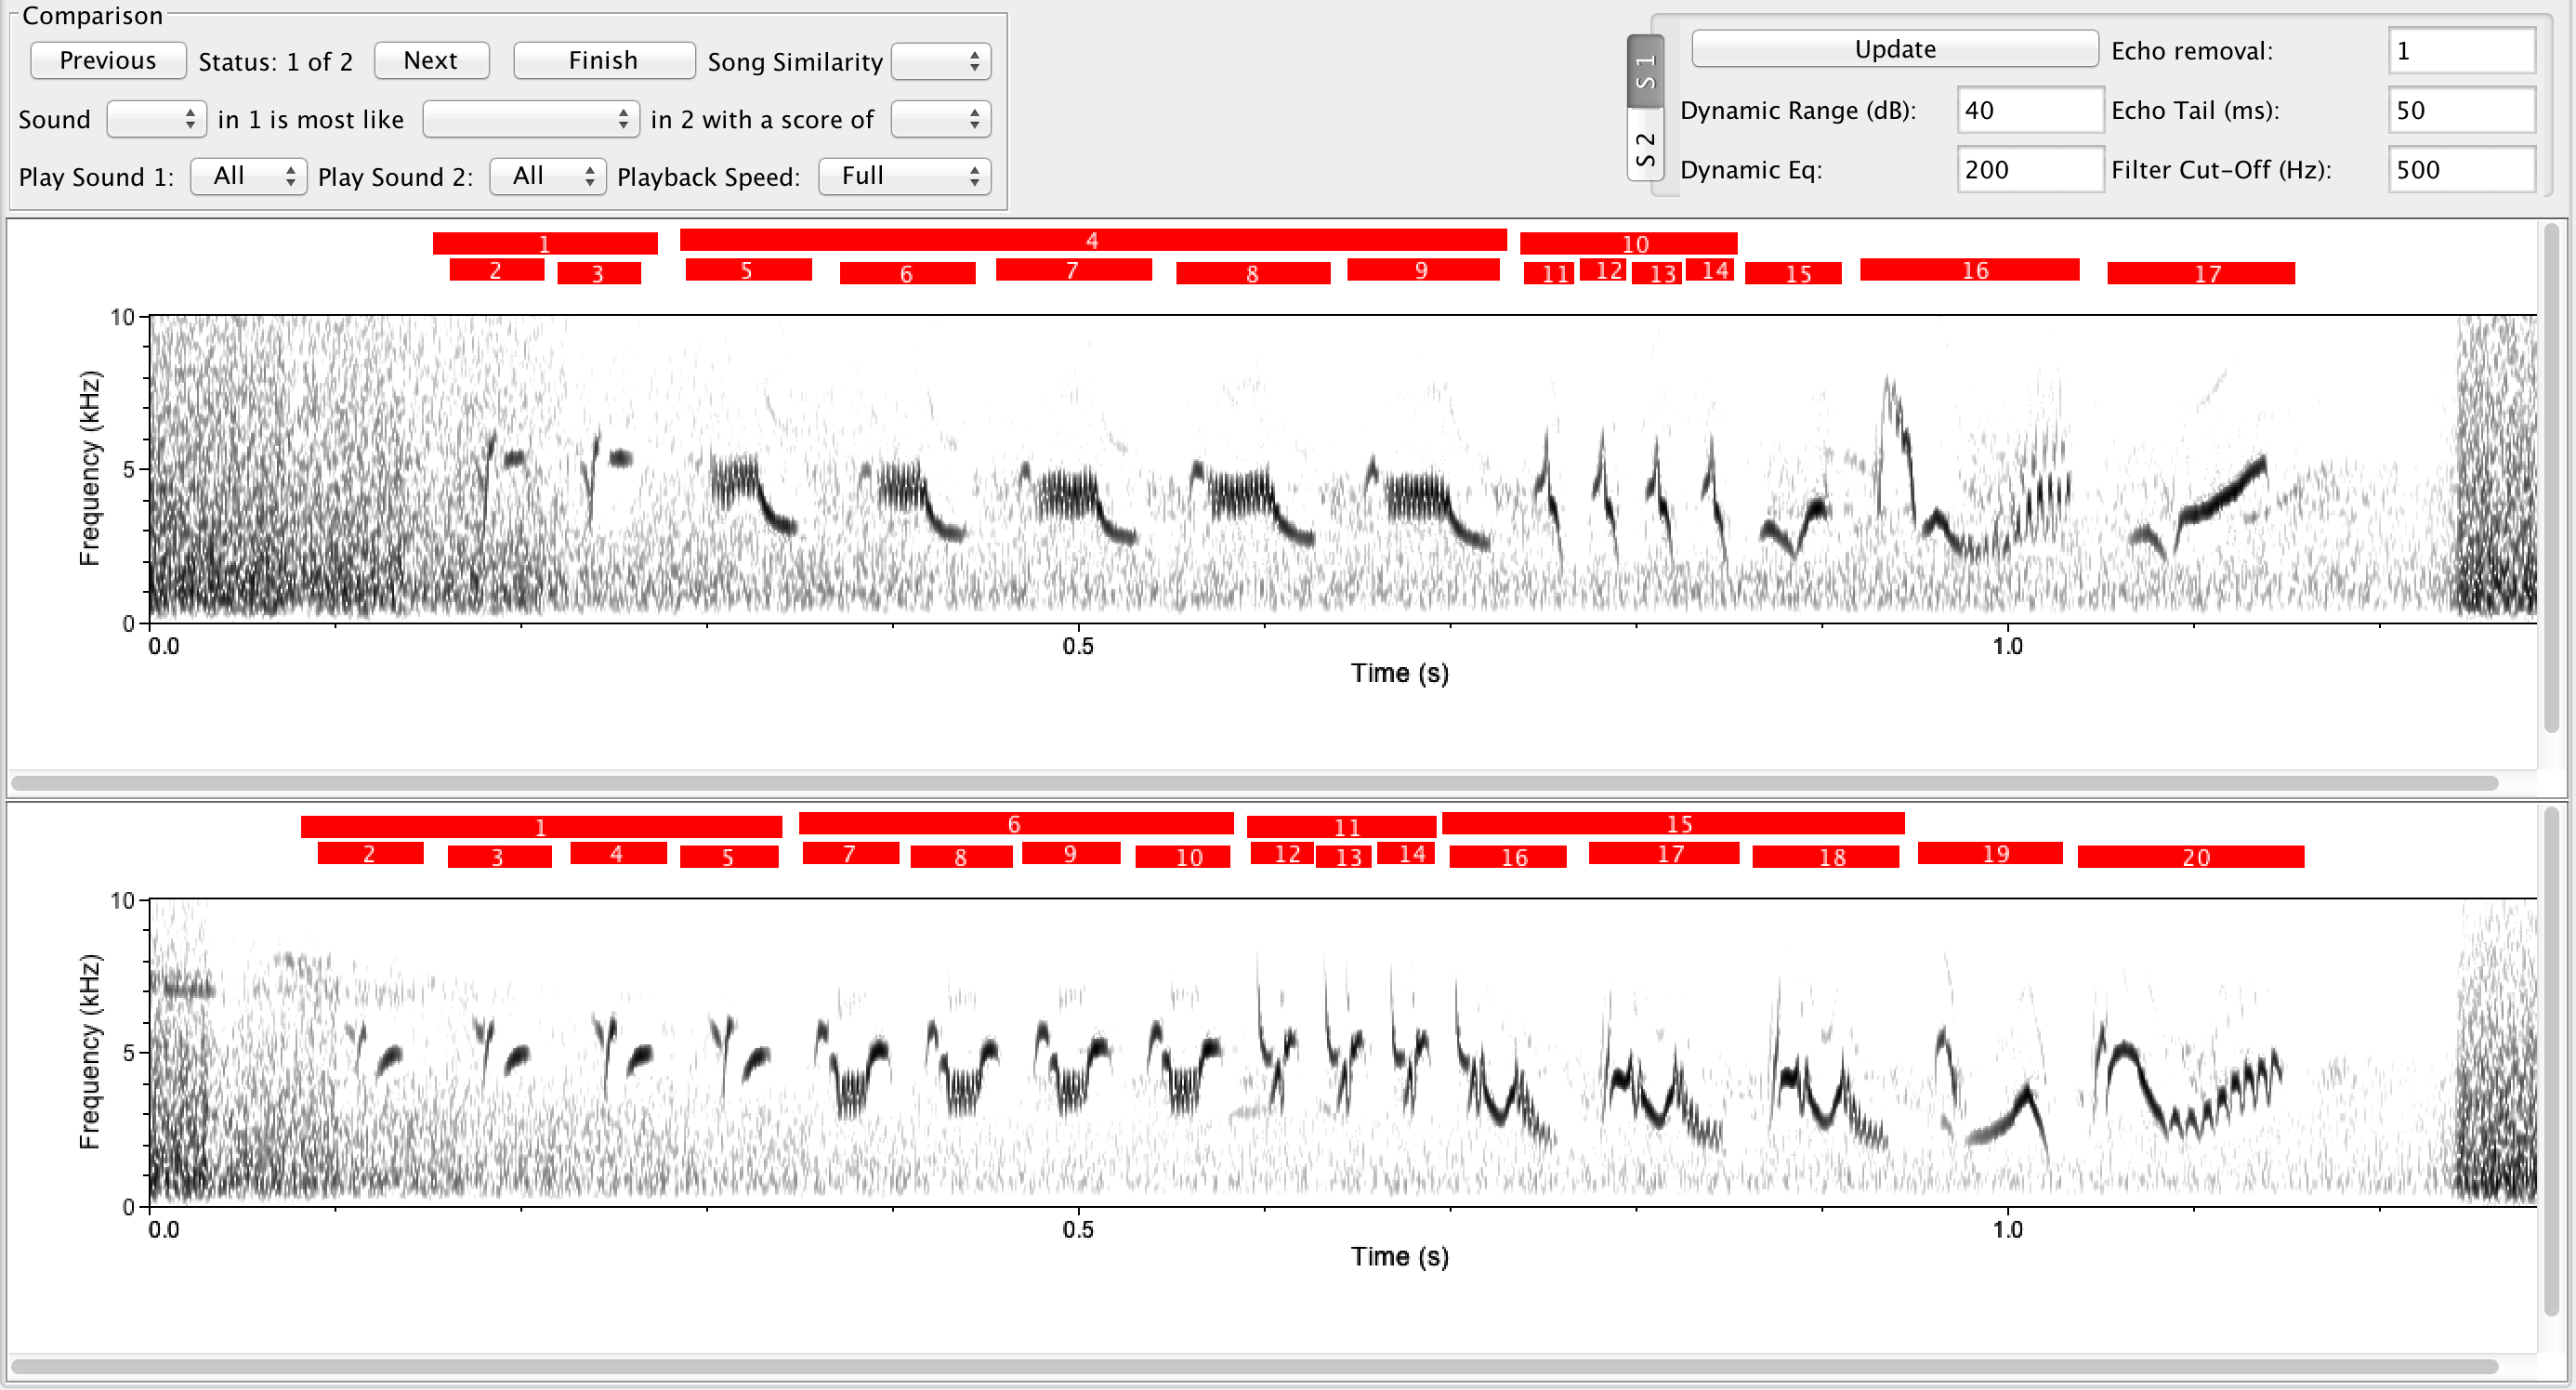 Comparison
Previous Status: 1 of 2 Next Finish Song Similarity
Sound in 1 is most like in 2 with a score of
Play Sound 1: All Play Sound 2: All Playback Speed: Full
S 1
S 2
Update Echo removal: 1
Dynamic Range (dB): 40 Echo Tail (ms): 50
Dynamic Eq: 200 Filter Cut-Off (Hz): 500
1 4 10
2 3 5 6 7 8 9 11 12 13 14 15 16 17
10
5
0
Frequency (kHz)
0.0 0.5 1.0
Time (s)
1 6 11 15
2 3 4 5 7 8 9 10 12 13 14 16 17 18 19 20
10
5
0
Frequency (kHz)
0.0 0.5 1.0
Time (s)